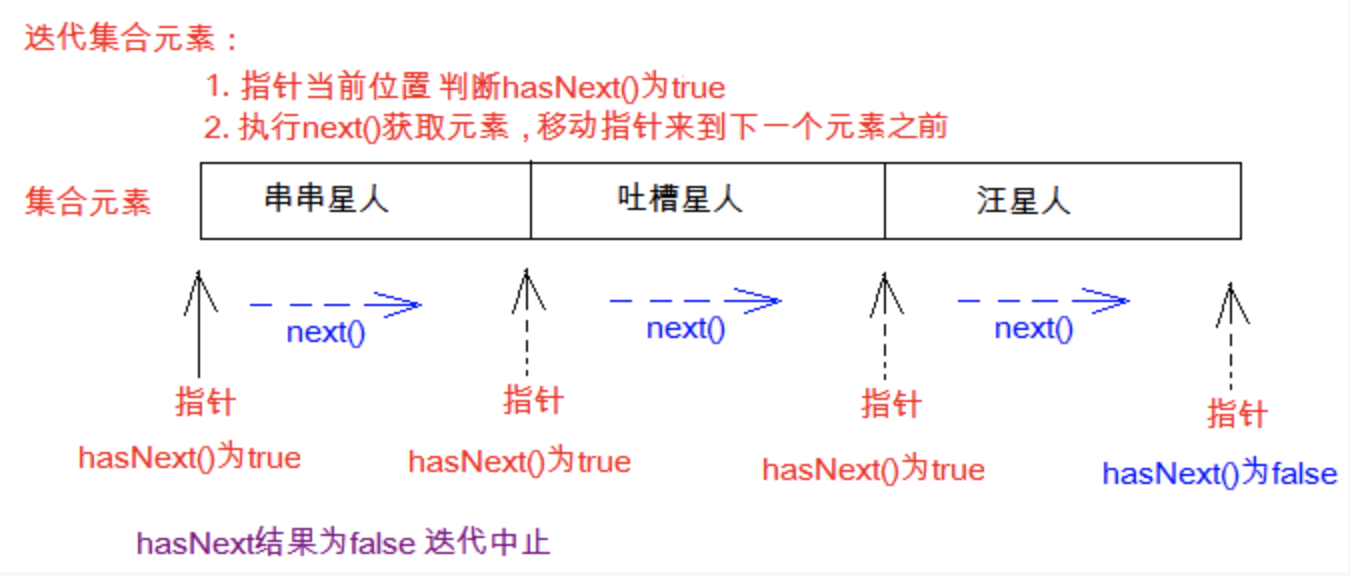 迭代集合元素：
1. 指针当前位置 判断hasNext()为true
2. 执行next()获取元素，移动指针来到下一个元素之前
集合元素 串串星人 吐槽星人 汪星人
next() next() next()
指针 指针 指针 指针
hasNext()为true hasNext()为true hasNext()为true hasNext()为false
hasNext结果为false 迭代中止